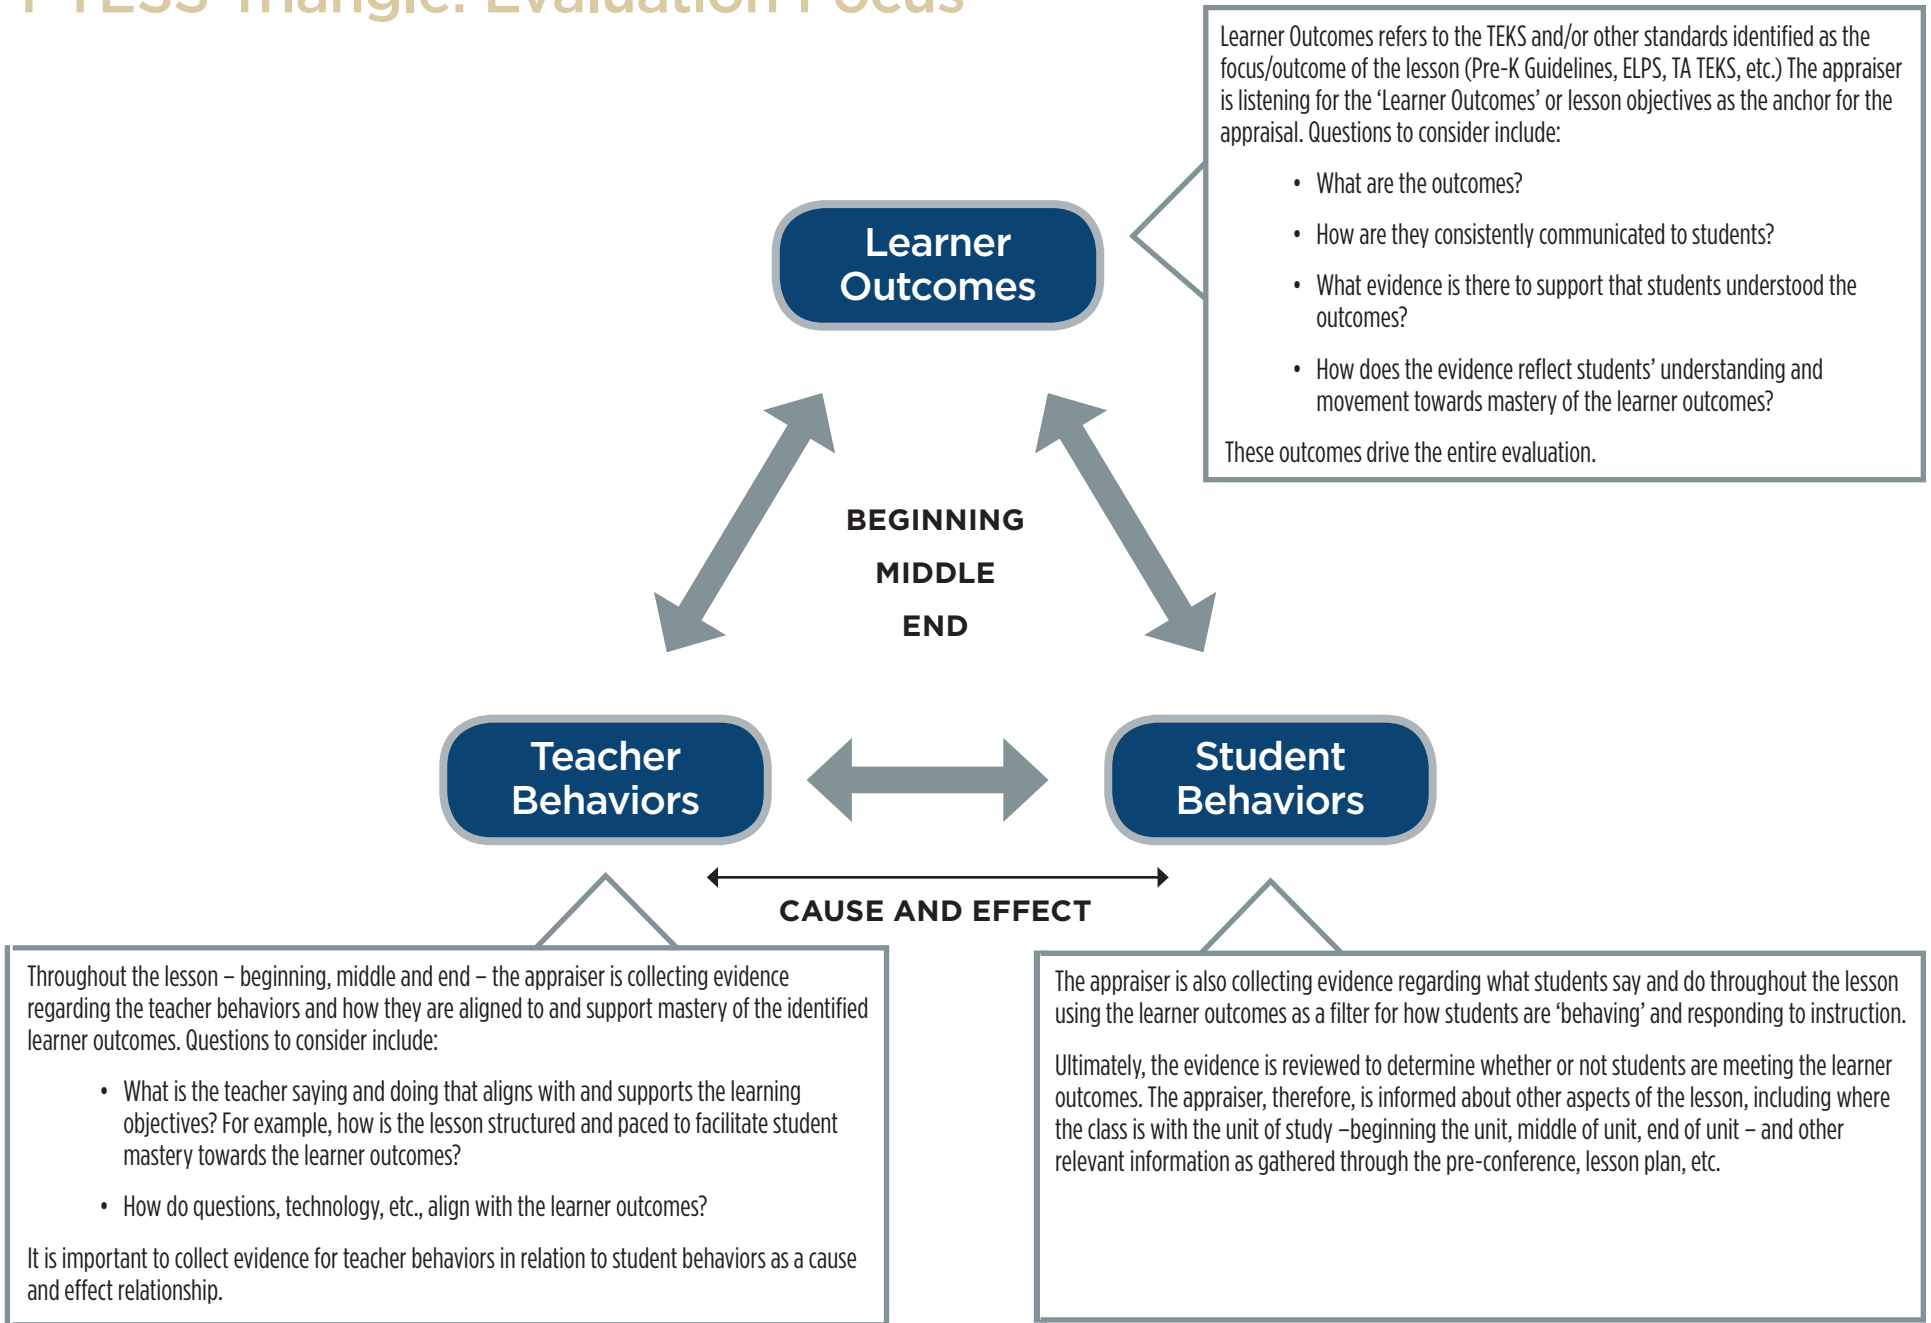 T-TESS Triangle: Evaluation Focus
Learner Outcomes refers to the TEKS and/or other standards identified as the
focus/outcome of the lesson (Pre-K Guidelines, ELPS, TA TEKS, etc.) The appraiser
is listening for the ‘Learner Outcomes’ or lesson objectives as the anchor for the
appraisal. Questions to consider include:
• What are the outcomes?
• How are they consistently communicated to students?
• What evidence is there to support that students understood the
outcomes?
• How does the evidence reflect students’ understanding and
movement towards mastery of the learner outcomes?
These outcomes drive the entire evaluation.
Learner
Outcomes
BEGINNING
MIDDLE
END
Teacher
Behaviors
Student
Behaviors
CAUSE AND EFFECT
Throughout the lesson – beginning, middle and end – the appraiser is collecting evidence
regarding the teacher behaviors and how they are aligned to and support mastery of the identified
learner outcomes. Questions to consider include:
• What is the teacher saying and doing that aligns with and supports the learning
objectives? For example, how is the lesson structured and paced to facilitate student
mastery towards the learner outcomes?
• How do questions, technology, etc., align with the learner outcomes?
It is important to collect evidence for teacher behaviors in relation to student behaviors as a cause
and effect relationship.
The appraiser is also collecting evidence regarding what students say and do throughout the lesson
using the learner outcomes as a filter for how students are ‘behaving’ and responding to instruction.
Ultimately, the evidence is reviewed to determine whether or not students are meeting the learner
outcomes. The appraiser, therefore, is informed about other aspects of the lesson, including where
the class is with the unit of study –beginning the unit, middle of unit, end of unit – and other
relevant information as gathered through the pre-conference, lesson plan, etc.